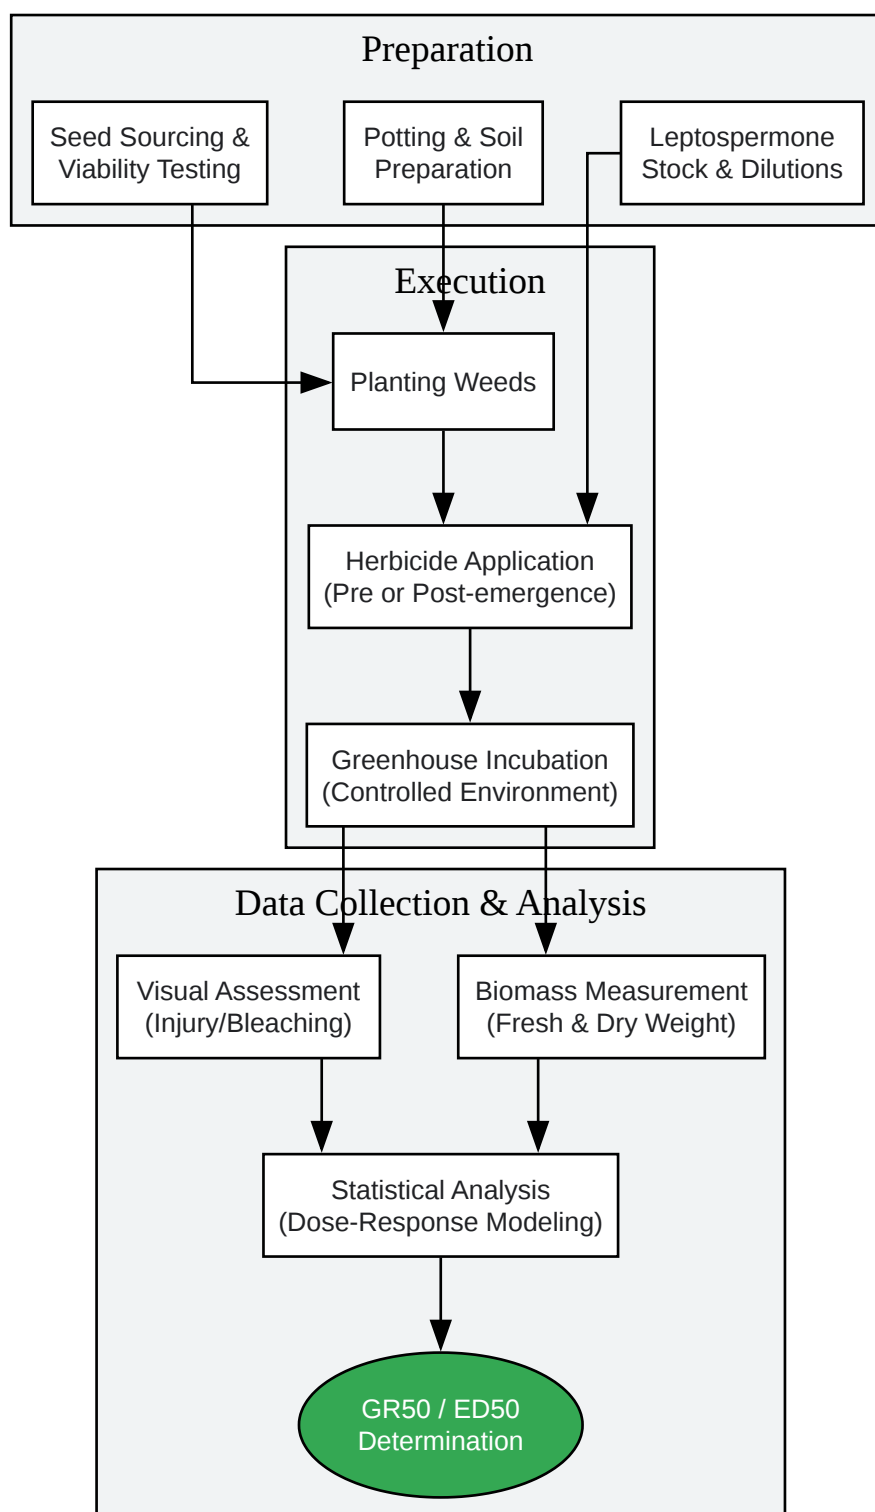 Preparation
Seed Sourcing &
Viability Testing
Potting & Soil
Preparation
Leptospermone
Stock & Dilutions
Execution
Planting Weeds
Herbicide Application
(Pre or Post-emergence)
Greenhouse Incubation
(Controlled Environment)
Data Collection & Analysis
Visual Assessment
(Injury/Bleaching)
Biomass Measurement
(Fresh & Dry Weight)
Statistical Analysis
(Dose-Response Modeling)
GR50 / ED50
Determination